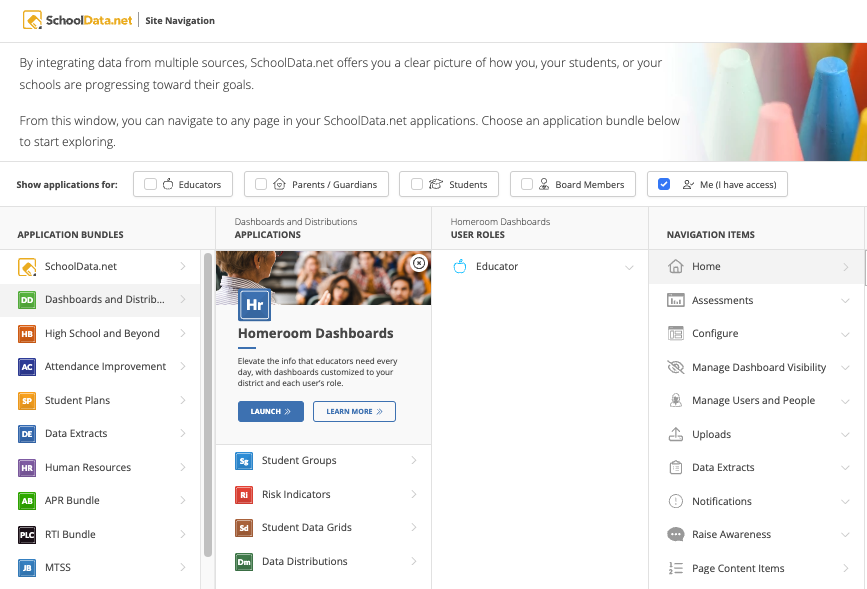 SchoolData.net | Site Navigation
By integrating data from multiple sources, SchoolData.net offers you a clear picture of how you, your students, or your
schools are progressing toward their goals.
From this window, you can navigate to any page in your SchoolData.net applications. Choose an application bundle below
to start exploring.
Show applications for: Educators Parents / Guardians Students Board Members Me (I have access)
APPLICATION BUNDLES
SchoolData.net
DD Dashboards and Distrib...
HB High School and Beyond
AC Attendance Improvement
SP Student Plans
DE Data Extracts
HR Human Resources
AB APR Bundle
PLC RTI Bundle
JB MTSS
Dashboards and Distributions
APPLICATIONS
Hr
Homeroom Dashboards
Elevate the info that educators need every
day, with dashboards customized to your
district and each user's role.
LAUNCH LEARN MORE
Sg Student Groups
Ri Risk Indicators
Sd Student Data Grids
Dm Data Distributions
Homeroom Dashboards
USER ROLES
Educator
NAVIGATION ITEMS
Home
Assessments
Configure
Manage Dashboard Visibility
Manage Users and People
Uploads
Data Extracts
Notifications
Raise Awareness
Page Content Items